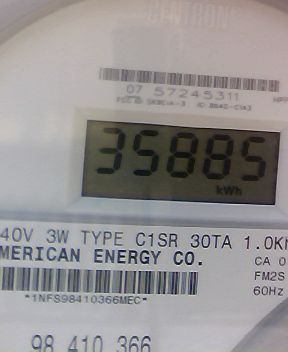 CENTRON
07 57245311
35885
kWh
40V 3W TYPE C1SR 30TA 1.0K
MERICAN ENERGY CO.
CA 0
FM2S
60Hz
*1NFS98410366MEC*
98 410 366